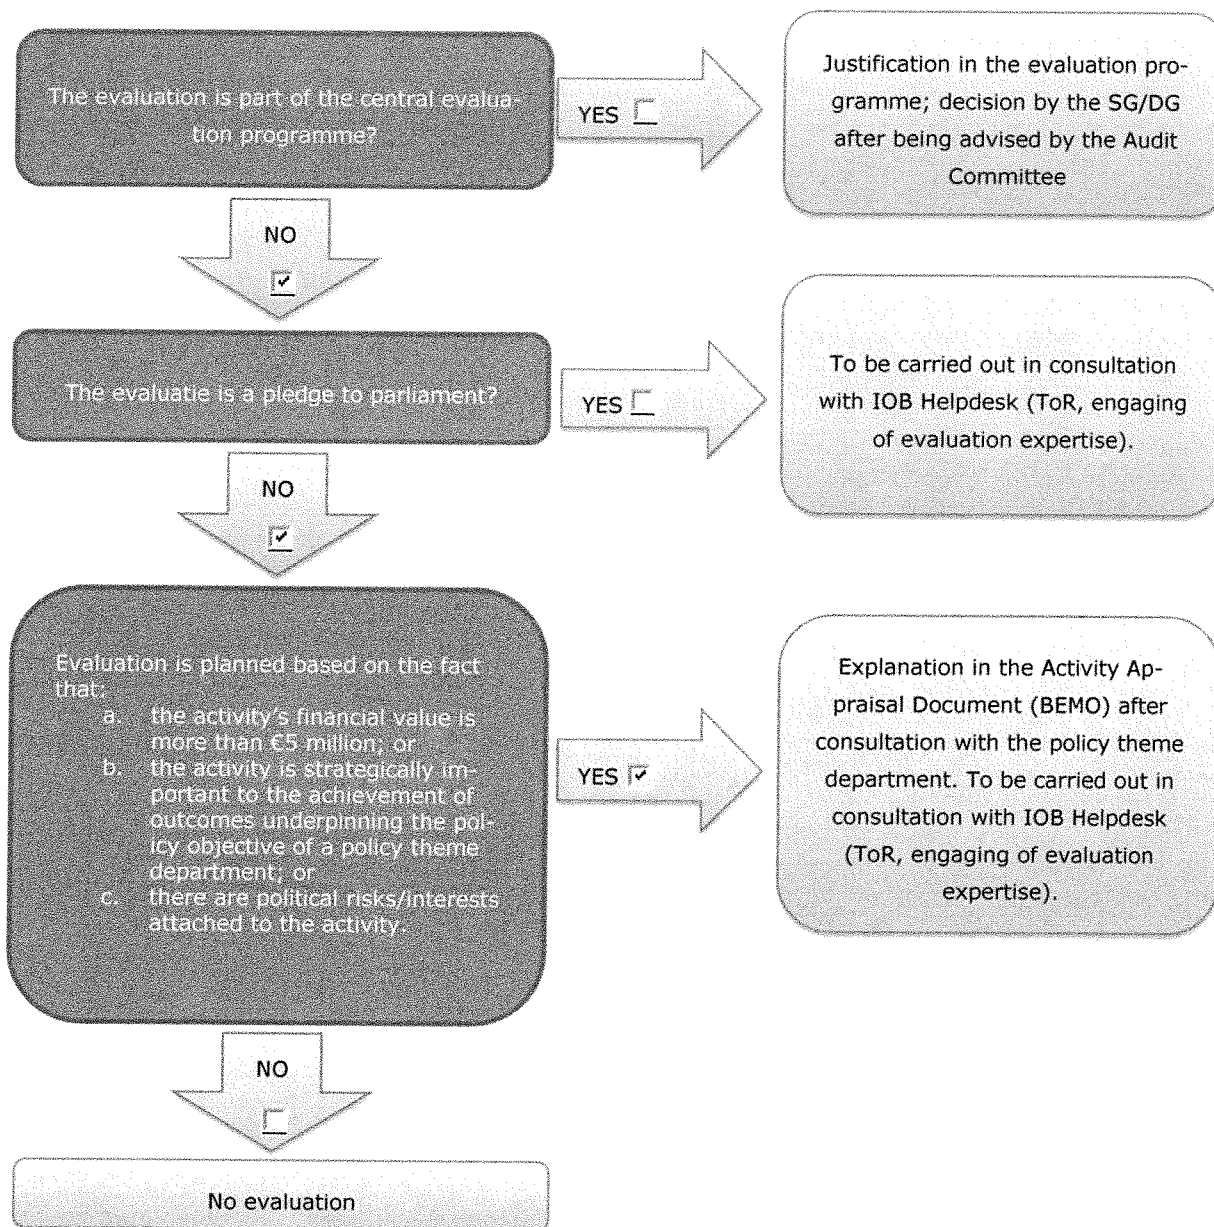 The evaluation is part of the central evalua-
tion programme?
YES
Justification in the evaluation pro-
gramme; decision by the SG/DG
after being advised by the Audit
Committee
NO
The evaluatie is a pledge to parliament?
YES
To be carried out in consultation
with IOB Helpdesk (ToR, engaging
of evaluation expertise).
NO
Evaluation is planned based on the fact
that:
a. the activity's financial value is
more than €5 million; or
b. the activity is strategically im-
portant to the achievement of
outcomes underpinning the pol-
icy objective of a policy theme
department; or
c. there are political risks/interests
attached to the activity.
YES
Explanation in the Activity Ap-
praisal Document (BEMO) after
consultation with the policy theme
department. To be carried out in
consultation with IOB Helpdesk
(ToR, engaging of evaluation
expertise).
NO
No evaluation